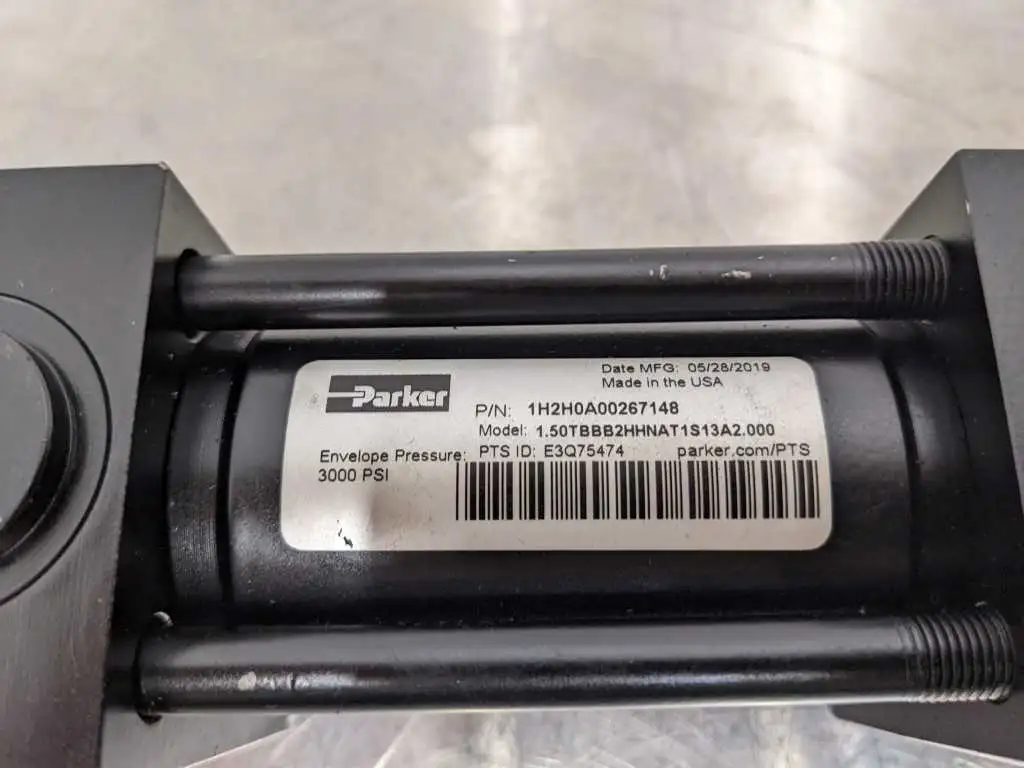 Parker
Date MFG: 05/28/2019
Made in the USA
P/N: 1H2H0A00267148
Model: 1.50TBBB2HHNAT1S13A2.000
Envelope Pressure: PTS ID: E3Q75474 parker.com/PTS
3000 PSI